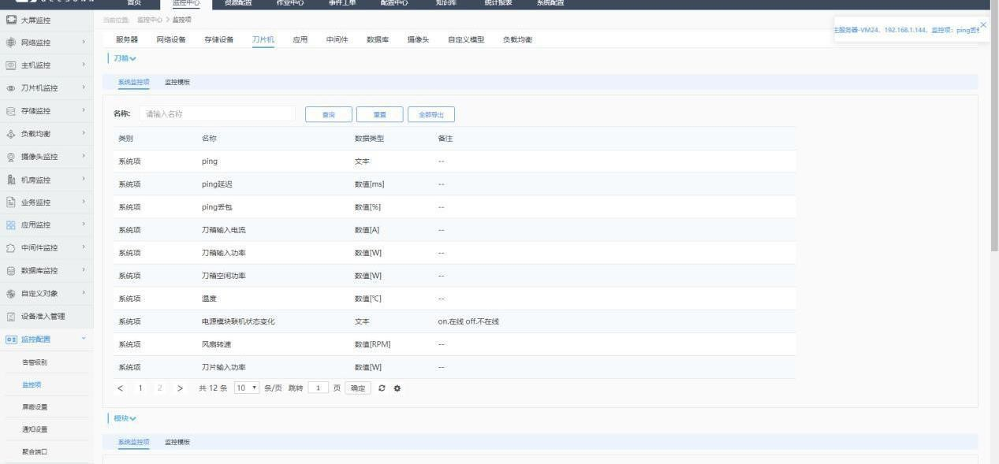 首页 监控中心 资源配置 作业中心 事件工单 配置中心 知识库 统计报表 系统配置
大屏监控
网络监控
主机监控
刀片机监控
存储监控
负载均衡
摄像头监控
机房监控
业务监控
应用监控
中间件监控
数据库监控
自定义对象
设备准入管理
监控配置
告警级别
监控项
屏蔽设置
通知设置
聚合端口
当前位置: 监控中心 > 监控项
主服务器-VM24, 192.168.1.144, 监控项: ping丢包
服务器 网络设备 存储设备 刀片机 应用 中间件 数据库 摄像头 自定义模型 负载均衡
刀箱
系统监控项 监控模板
名称: 请输入名称 查询 重置 全部导出
类别 名称 数据类型 备注
系统项 ping 文本 --
系统项 ping延迟 数值[ms] --
系统项 ping丢包 数值[%] --
系统项 刀箱输入电流 数值[A] --
系统项 刀箱输入功率 数值[W] --
系统项 刀箱空闲功率 数值[W] --
系统项 温度 数值[℃] --
系统项 电源模块联机状态变化 文本 on.在线 off.不在线
系统项 风扇转速 数值[RPM] --
系统项 刀片输入功率 数值[W] --
< 1 2 > 共 12 条 10 条/页 跳转 1 页 确定
模块
系统监控项 监控模板